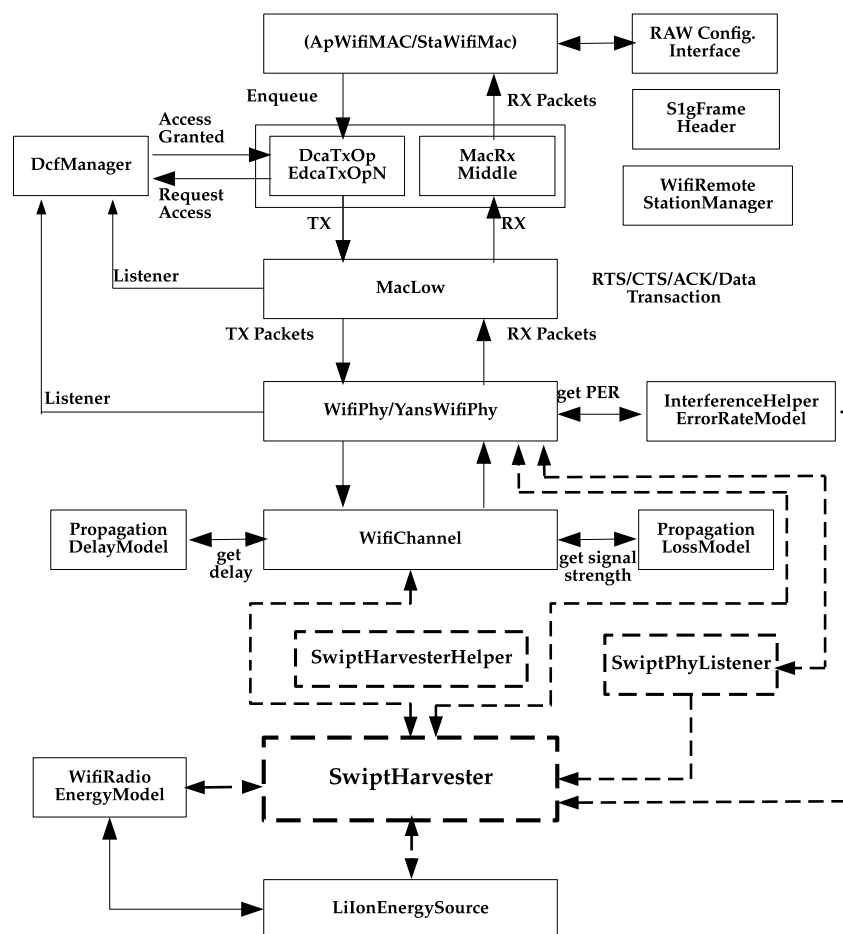 (ApWifiMAC/StaWifiMac)
RAW Config.
Interface
Enqueue
RX Packets
S1gFrame
Header
Access
Granted
DcfManager
DcaTxOp
EdcaTxOpN
MacRx
Middle
WifiRemote
StationManager
Request
Access
TX
RX
Listener
MacLow
RTS/CTS/ACK/Data
Transaction
TX Packets
RX Packets
Listener
WifiPhy/YansWifiPhy
get PER
InterferenceHelper
ErrorRateModel
Propagation
DelayModel
get
delay
WifiChannel
get signal
strength
Propagation
LossModel
SwiptHarvesterHelper
SwiptPhyListener
WifiRadio
EnergyModel
SwiptHarvester
LiIonEnergySource